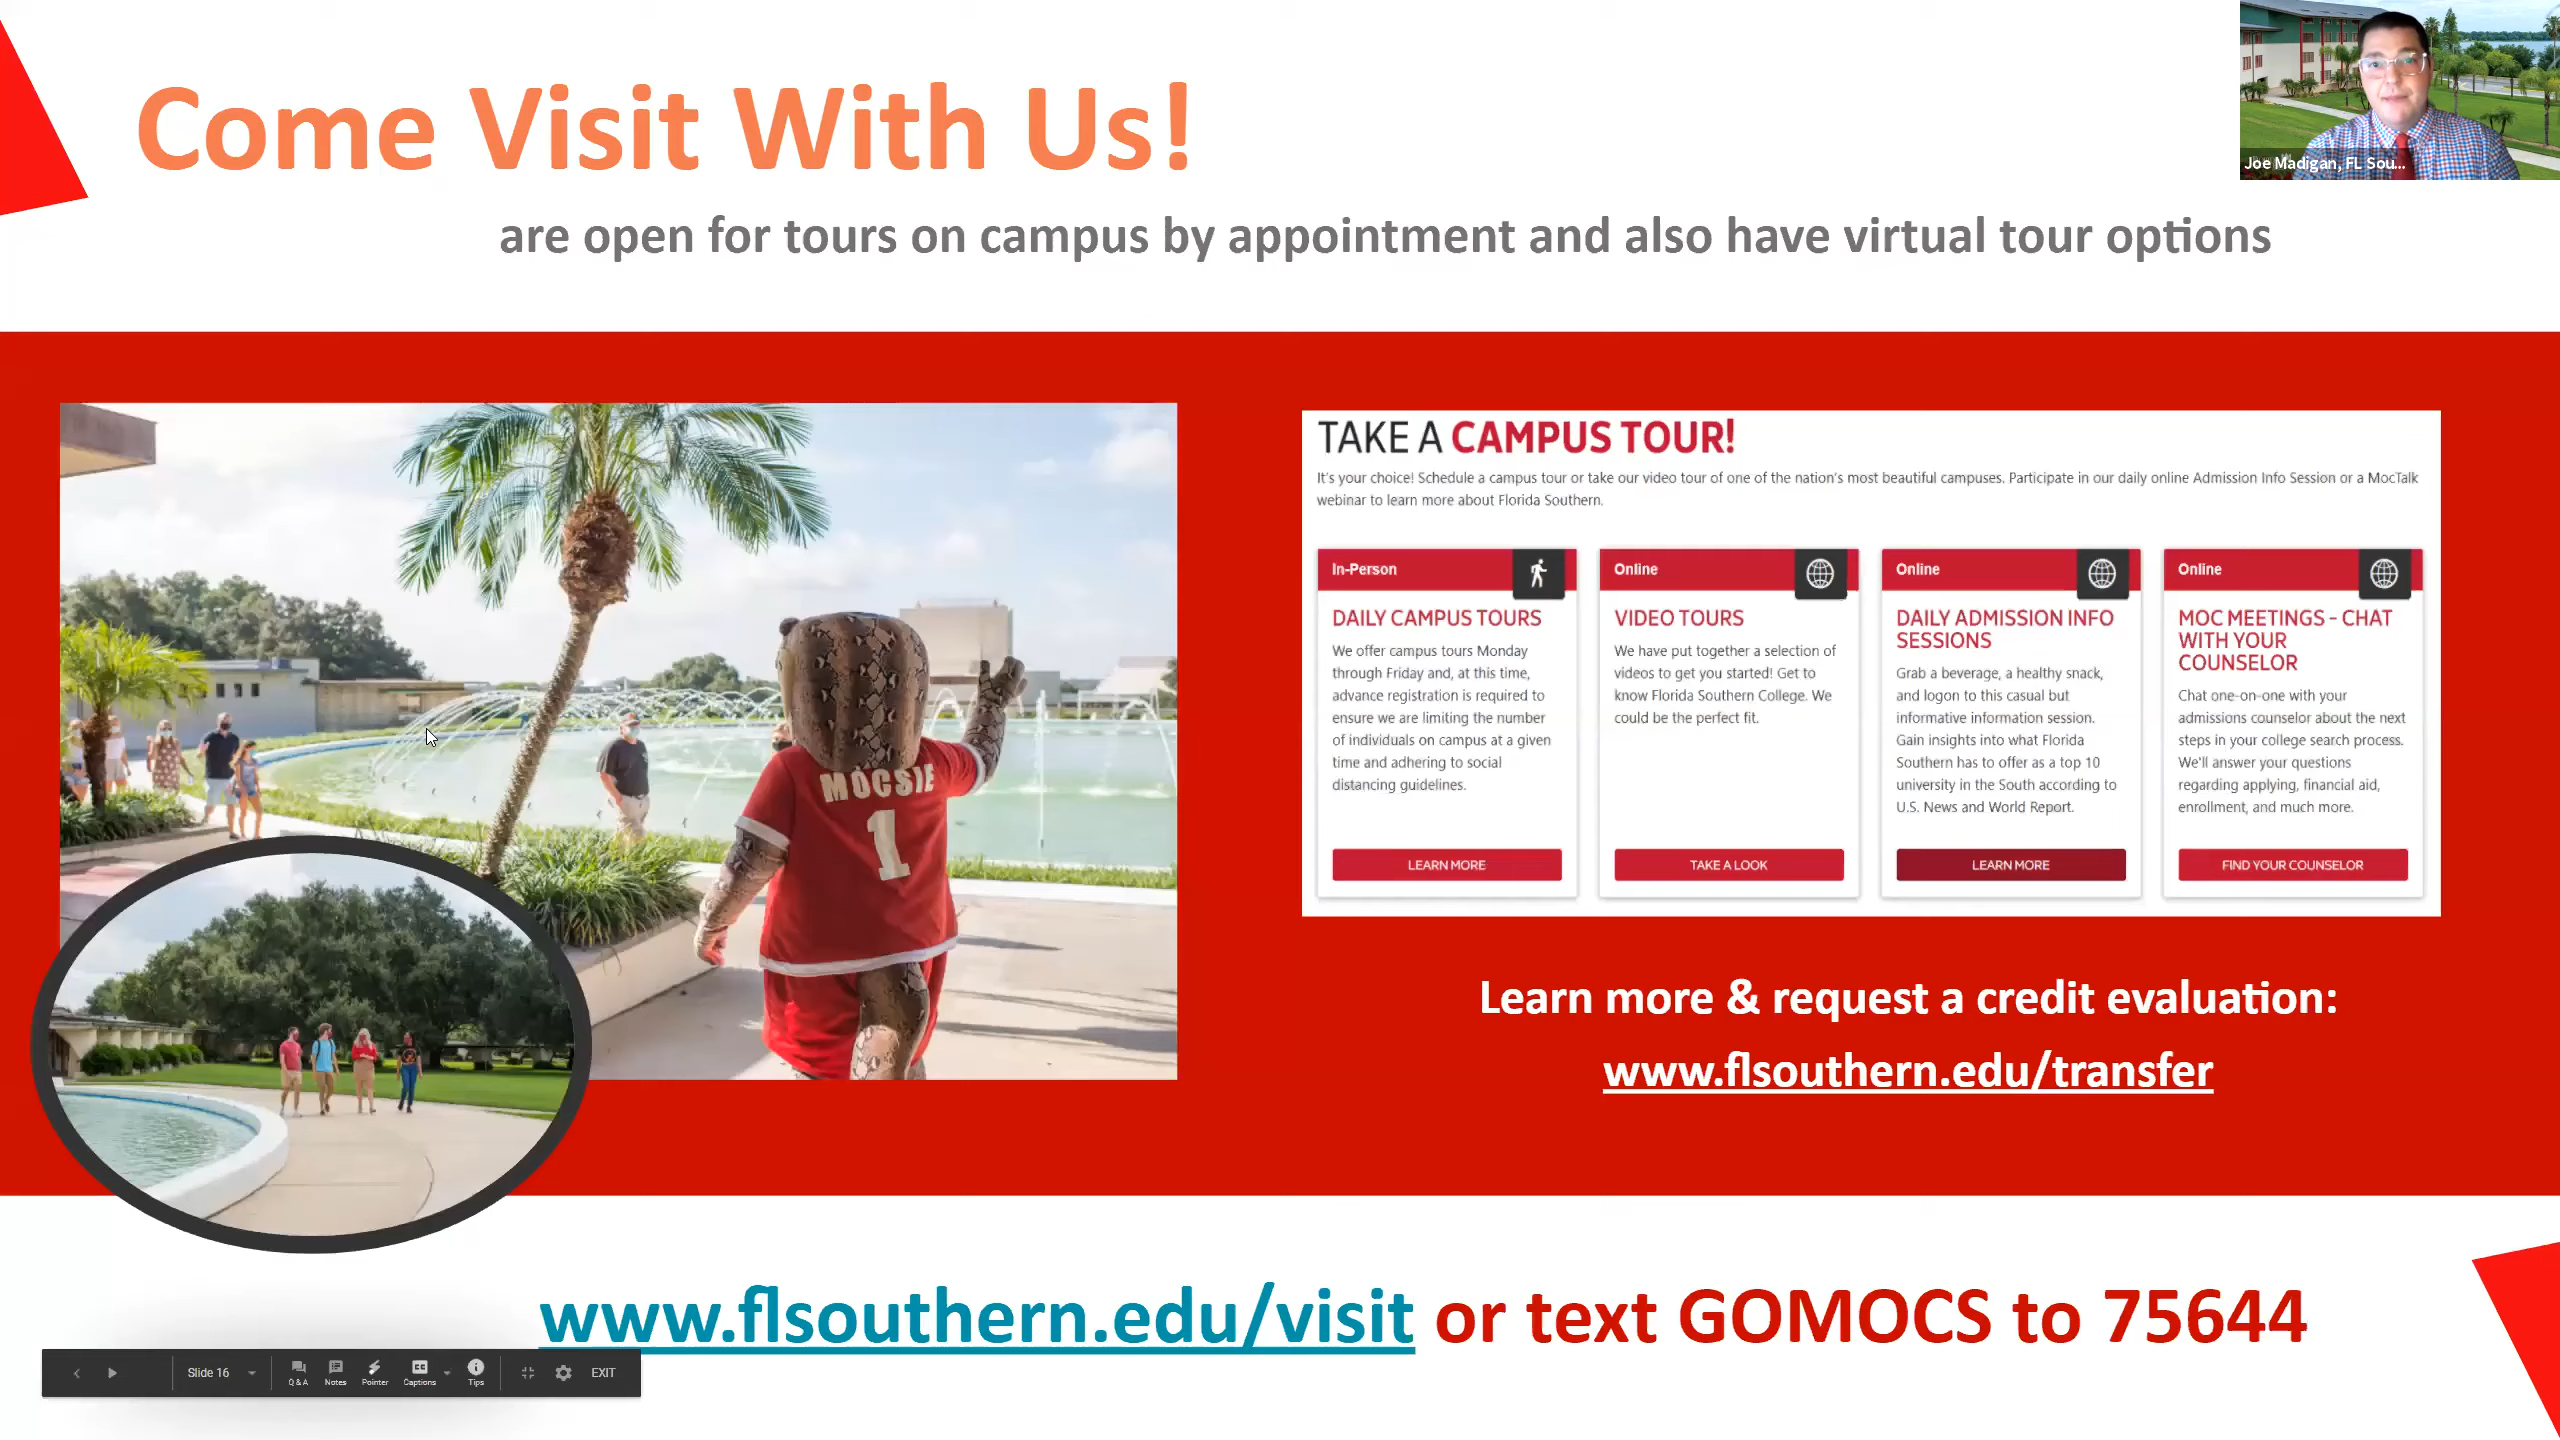 Come Visit With Us!
Joe Madigan, FL Sou...
are open for tours on campus by appointment and also have virtual tour options
MOCSIE
1
TAKE A CAMPUS TOUR!
It's your choice! Schedule a campus tour or take our video tour of one of the nation's most beautiful campuses. Participate in our daily online Admission Info Session or a MocTalk
webinar to learn more about Florida Southern.
In-Person
DAILY CAMPUS TOURS
We offer campus tours Monday
through Friday and, at this time,
advance registration is required to
ensure we are limiting the number
of individuals on campus at a given
time and adhering to social
distancing guidelines.
LEARN MORE
Online
VIDEO TOURS
We have put together a selection of
videos to get you started! Get to
know Florida Southern College. We
could be the perfect fit.
TAKE A LOOK
Online
DAILY ADMISSION INFO
SESSIONS
Grab a beverage, a healthy snack,
and logon to this casual but
informative information session.
Gain insights into what Florida
Southern has to offer as a top 10
university in the South according to
U.S. News and World Report.
LEARN MORE
Online
MOC MEETINGS - CHAT
WITH YOUR
COUNSELOR
Chat one-on-one with your
admissions counselor about the next
steps in your college search process.
We'll answer your questions
regarding applying, financial aid,
enrollment, and much more.
FIND YOUR COUNSELOR
Learn more & request a credit evaluation:
www.flsouthern.edu/transfer
www.flsouthern.edu/visit or text GOMOCS to 75644
Slide 16
Q & A
Notes
Pointer
CC
Captions
Tips
EXIT